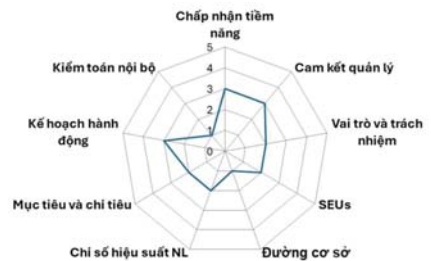 Chấp nhận tiềm
năng
Cam kết quản lý
Vai trò và trách
nhiệm
SEUs
Đường cơ sở
Chỉ số hiệu suất NL
Mục tiêu và chỉ tiêu
Kế hoạch hành
động
Kiểm toán nội bộ
5
4
3
2
1
0